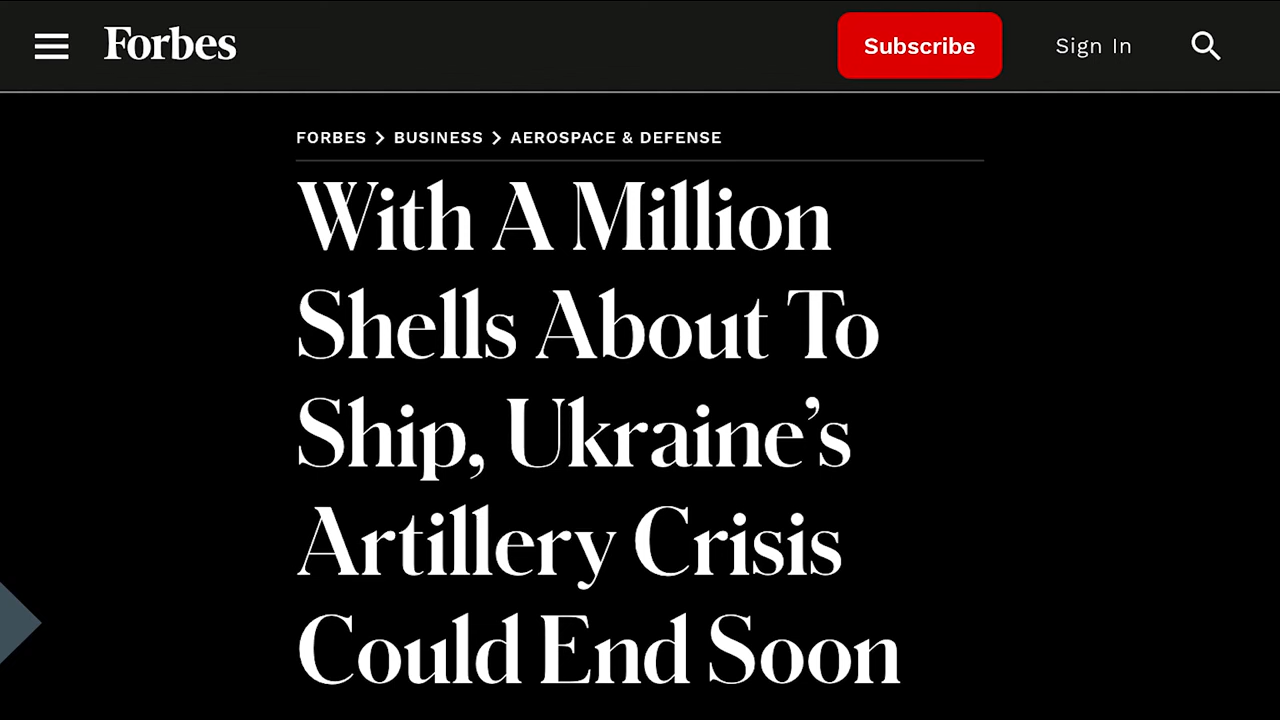 Forbes
Subscribe
Sign In
FORBES > BUSINESS > AEROSPACE & DEFENSE
With A Million
Shells About To
Ship, Ukraine’s
Artillery Crisis
Could End Soon